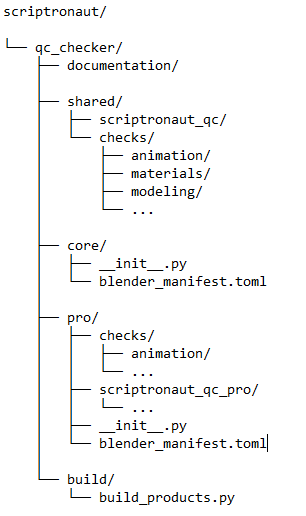 scriptronaut/
└── qc_checker/
├── documentation/
├── shared/
├── scriptronaut_qc/
└── checks/
├── animation/
├── materials/
├── modeling/
└── ...
├── core/
├── __init__.py
└── blender_manifest.toml
├── pro/
├── checks/
├── animation/
└── ...
├── scriptronaut_qc_pro/
└── ...
├── __init__.py
└── blender_manifest.toml
└── build/
└── build_products.py